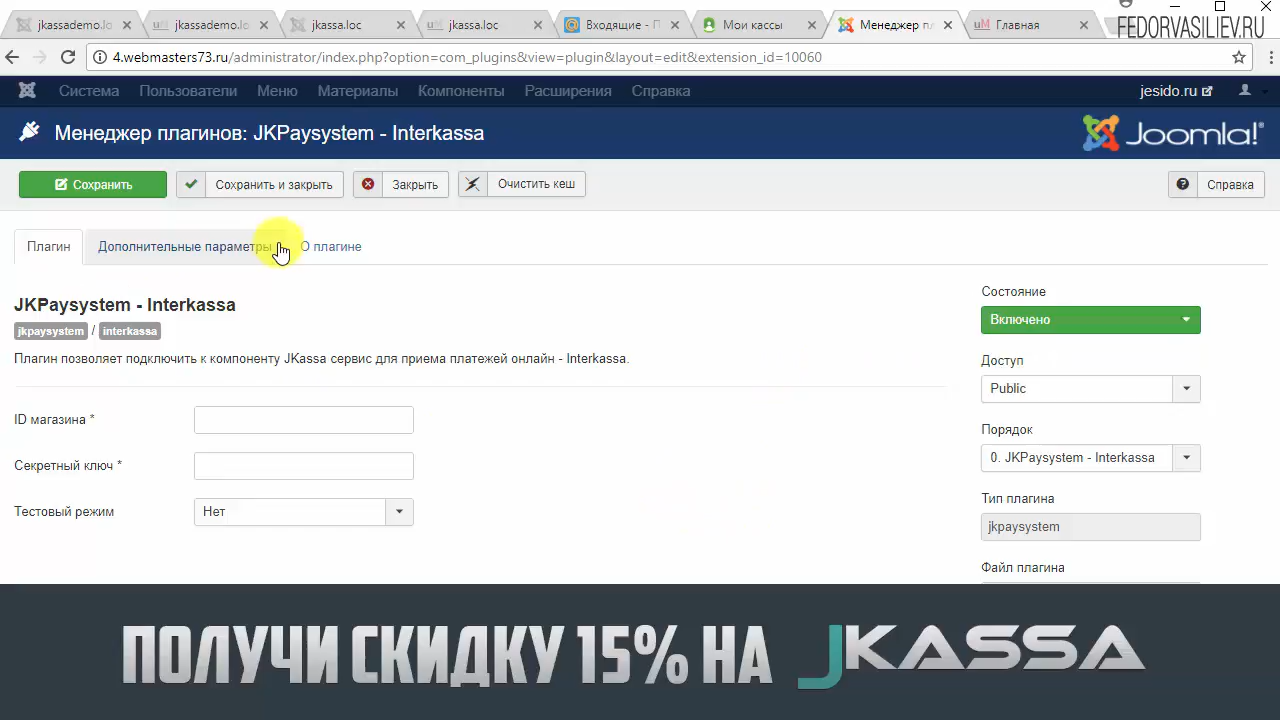 jkassademo.lo
jkassademo.lo
jkassa.loc
jkassa.loc
Входящие - П
Мои кассы
Менеджер пл
Главная
FEDORVASILIEV.RU
4.webmasters73.ru/administrator/index.php?option=com_plugins&view=plugin&layout=edit&extension_id=10060
Система Пользователи Меню Материалы Компоненты Расширения Справка jesido.ru
Менеджер плагинов: JKPaysystem - Interkassa
Joomla!®
Сохранить
Сохранить и закрыть
Закрыть
Очистить кеш
Справка
Плагин
Дополнительные параметры
О плагине
JKPaysystem - Interkassa
jkpaysystem / interkassa
Плагин позволяет подключить к компоненту JKassa сервис для приема платежей онлайн - Interkassa.
ID магазина *
Секретный ключ *
Тестовый режим
Нет
Состояние
Включено
Доступ
Public
Порядок
0. JKPaysystem - Interkassa
Тип плагина
jkpaysystem
Файл плагина
ПОЛУЧИ СКИДКУ 15% НА JKASSA